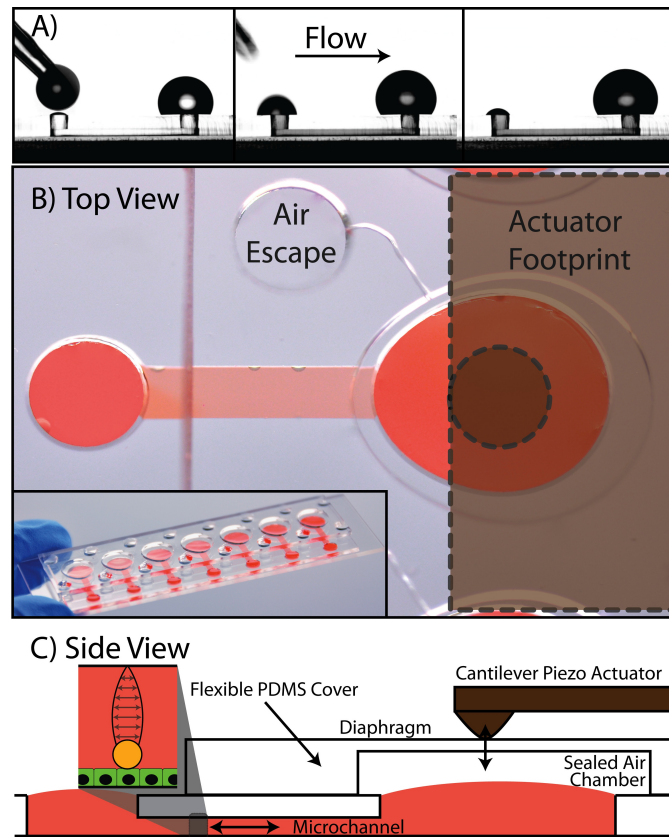 A)
Flow
B) Top View
Air
Escape
Actuator
Footprint
C) Side View
Cantilever Piezo Actuator
Flexible PDMS Cover
Diaphragm
Sealed Air
Chamber
Microchannel